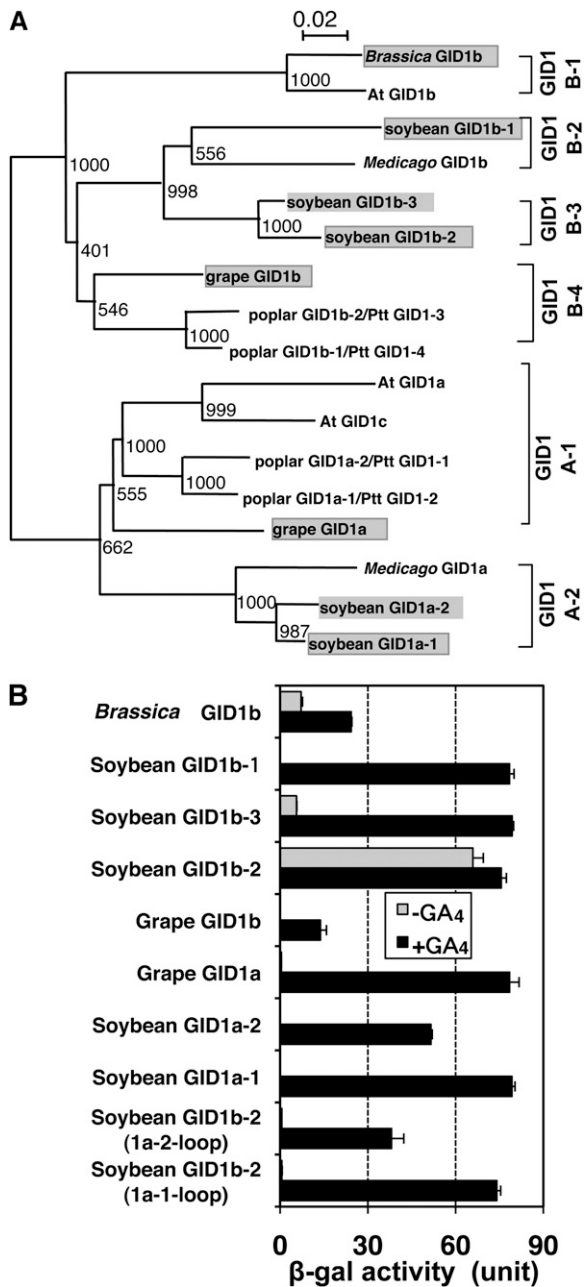 A
0.02
Brassica GID1b
1000
At GID1b
GID1
B-1
soybean GID1b-1
1000
556
Medicago GID1b
GID1
B-2
998
soybean GID1b-3
1000
soybean GID1b-2
GID1
B-3
401
grape GID1b
546
poplar GID1b-2/Ptt GID1-3
1000
poplar GID1b-1/Ptt GID1-4
GID1
B-4
At GID1a
999
At GID1c
1000
poplar GID1a-2/Ptt GID1-1
1000
poplar GID1a-1/Ptt GID1-2
555
grape GID1a
GID1
A-1
662
Medicago GID1a
1000
soybean GID1a-2
987
soybean GID1a-1
GID1
A-2
B
Brassica GID1b
Soybean GID1b-1
Soybean GID1b-3
Soybean GID1b-2
Grape GID1b
Grape GID1a
Soybean GID1a-2
Soybean GID1a-1
Soybean GID1b-2
(1a-2-loop)
Soybean GID1b-2
(1a-1-loop)
-GA4
+GA4
0 30 60 90
β-gal activity (unit)